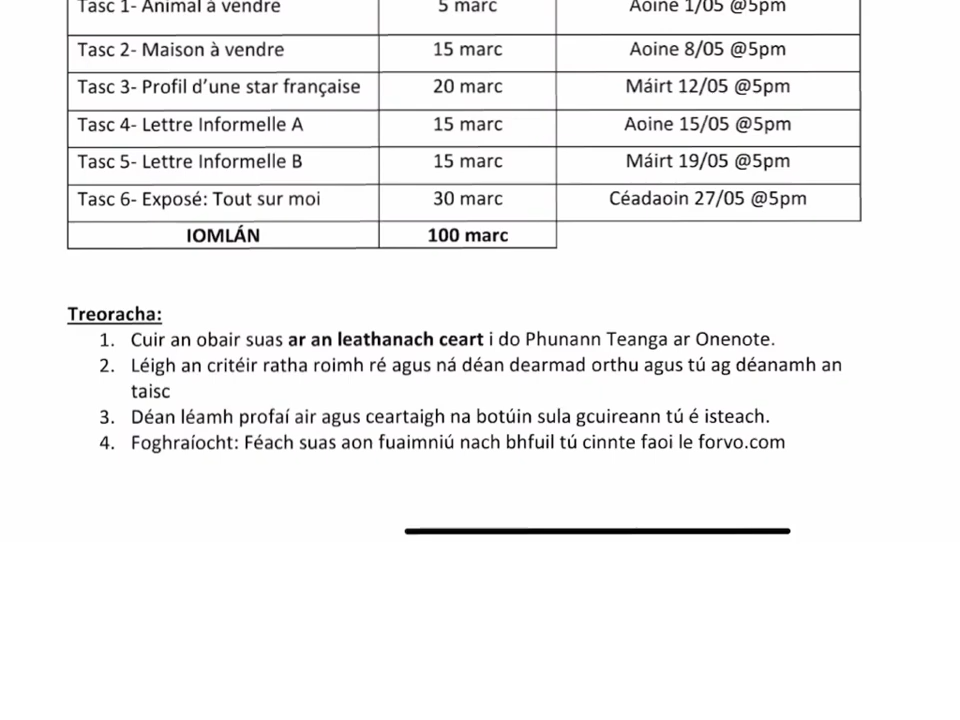 Tasc 1- Animal à vendre 5 marc Aoine 1/05 @5pm
Tasc 2- Maison à vendre 15 marc Aoine 8/05 @5pm
Tasc 3- Profil d’une star française 20 marc Máirt 12/05 @5pm
Tasc 4- Lettre Informelle A 15 marc Aoine 15/05 @5pm
Tasc 5- Lettre Informelle B 15 marc Máirt 19/05 @5pm
Tasc 6- Exposé: Tout sur moi 30 marc Céadaoin 27/05 @5pm
IOMLÁN 100 marc
Treoracha:
1. Cuir an obair suas ar an leathanach ceart i do Phunann Teanga ar Onenote.
2. Léigh an critéir ratha roimh ré agus ná déan dearmad orthu agus tú ag déanamh an
taisc
3. Déan léamh profaí air agus ceartaigh na botúin sula gcuireann tú é isteach.
4. Foghraíocht: Féach suas aon fuaimniú nach bhfuil tú cinnte faoi le forvo.com